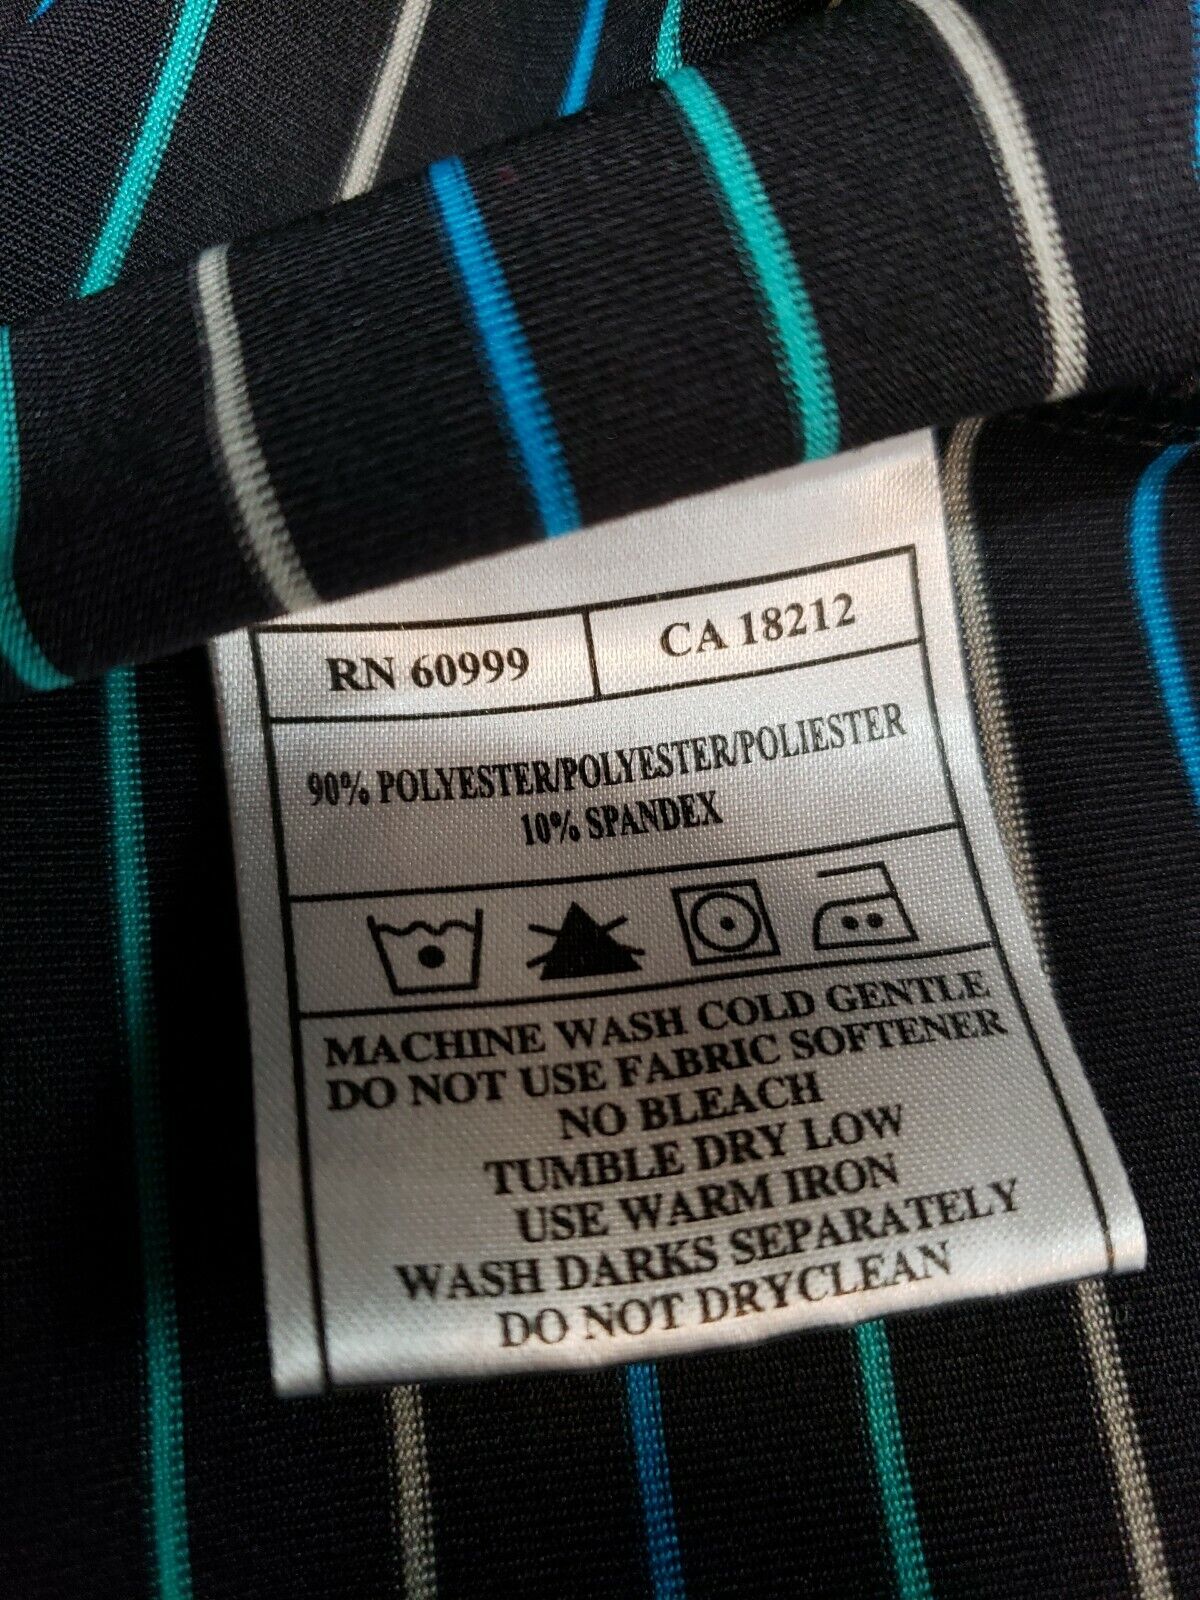 RN 60999 CA 18212
90% POLYESTER/POLYESTER/POLIESTER
10% SPANDEX
MACHINE WASH COLD GENTLE
DO NOT USE FABRIC SOFTENER
NO BLEACH
TUMBLE DRY LOW
USE WARM IRON
WASH DARKS SEPARATELY
DO NOT DRYCLEAN